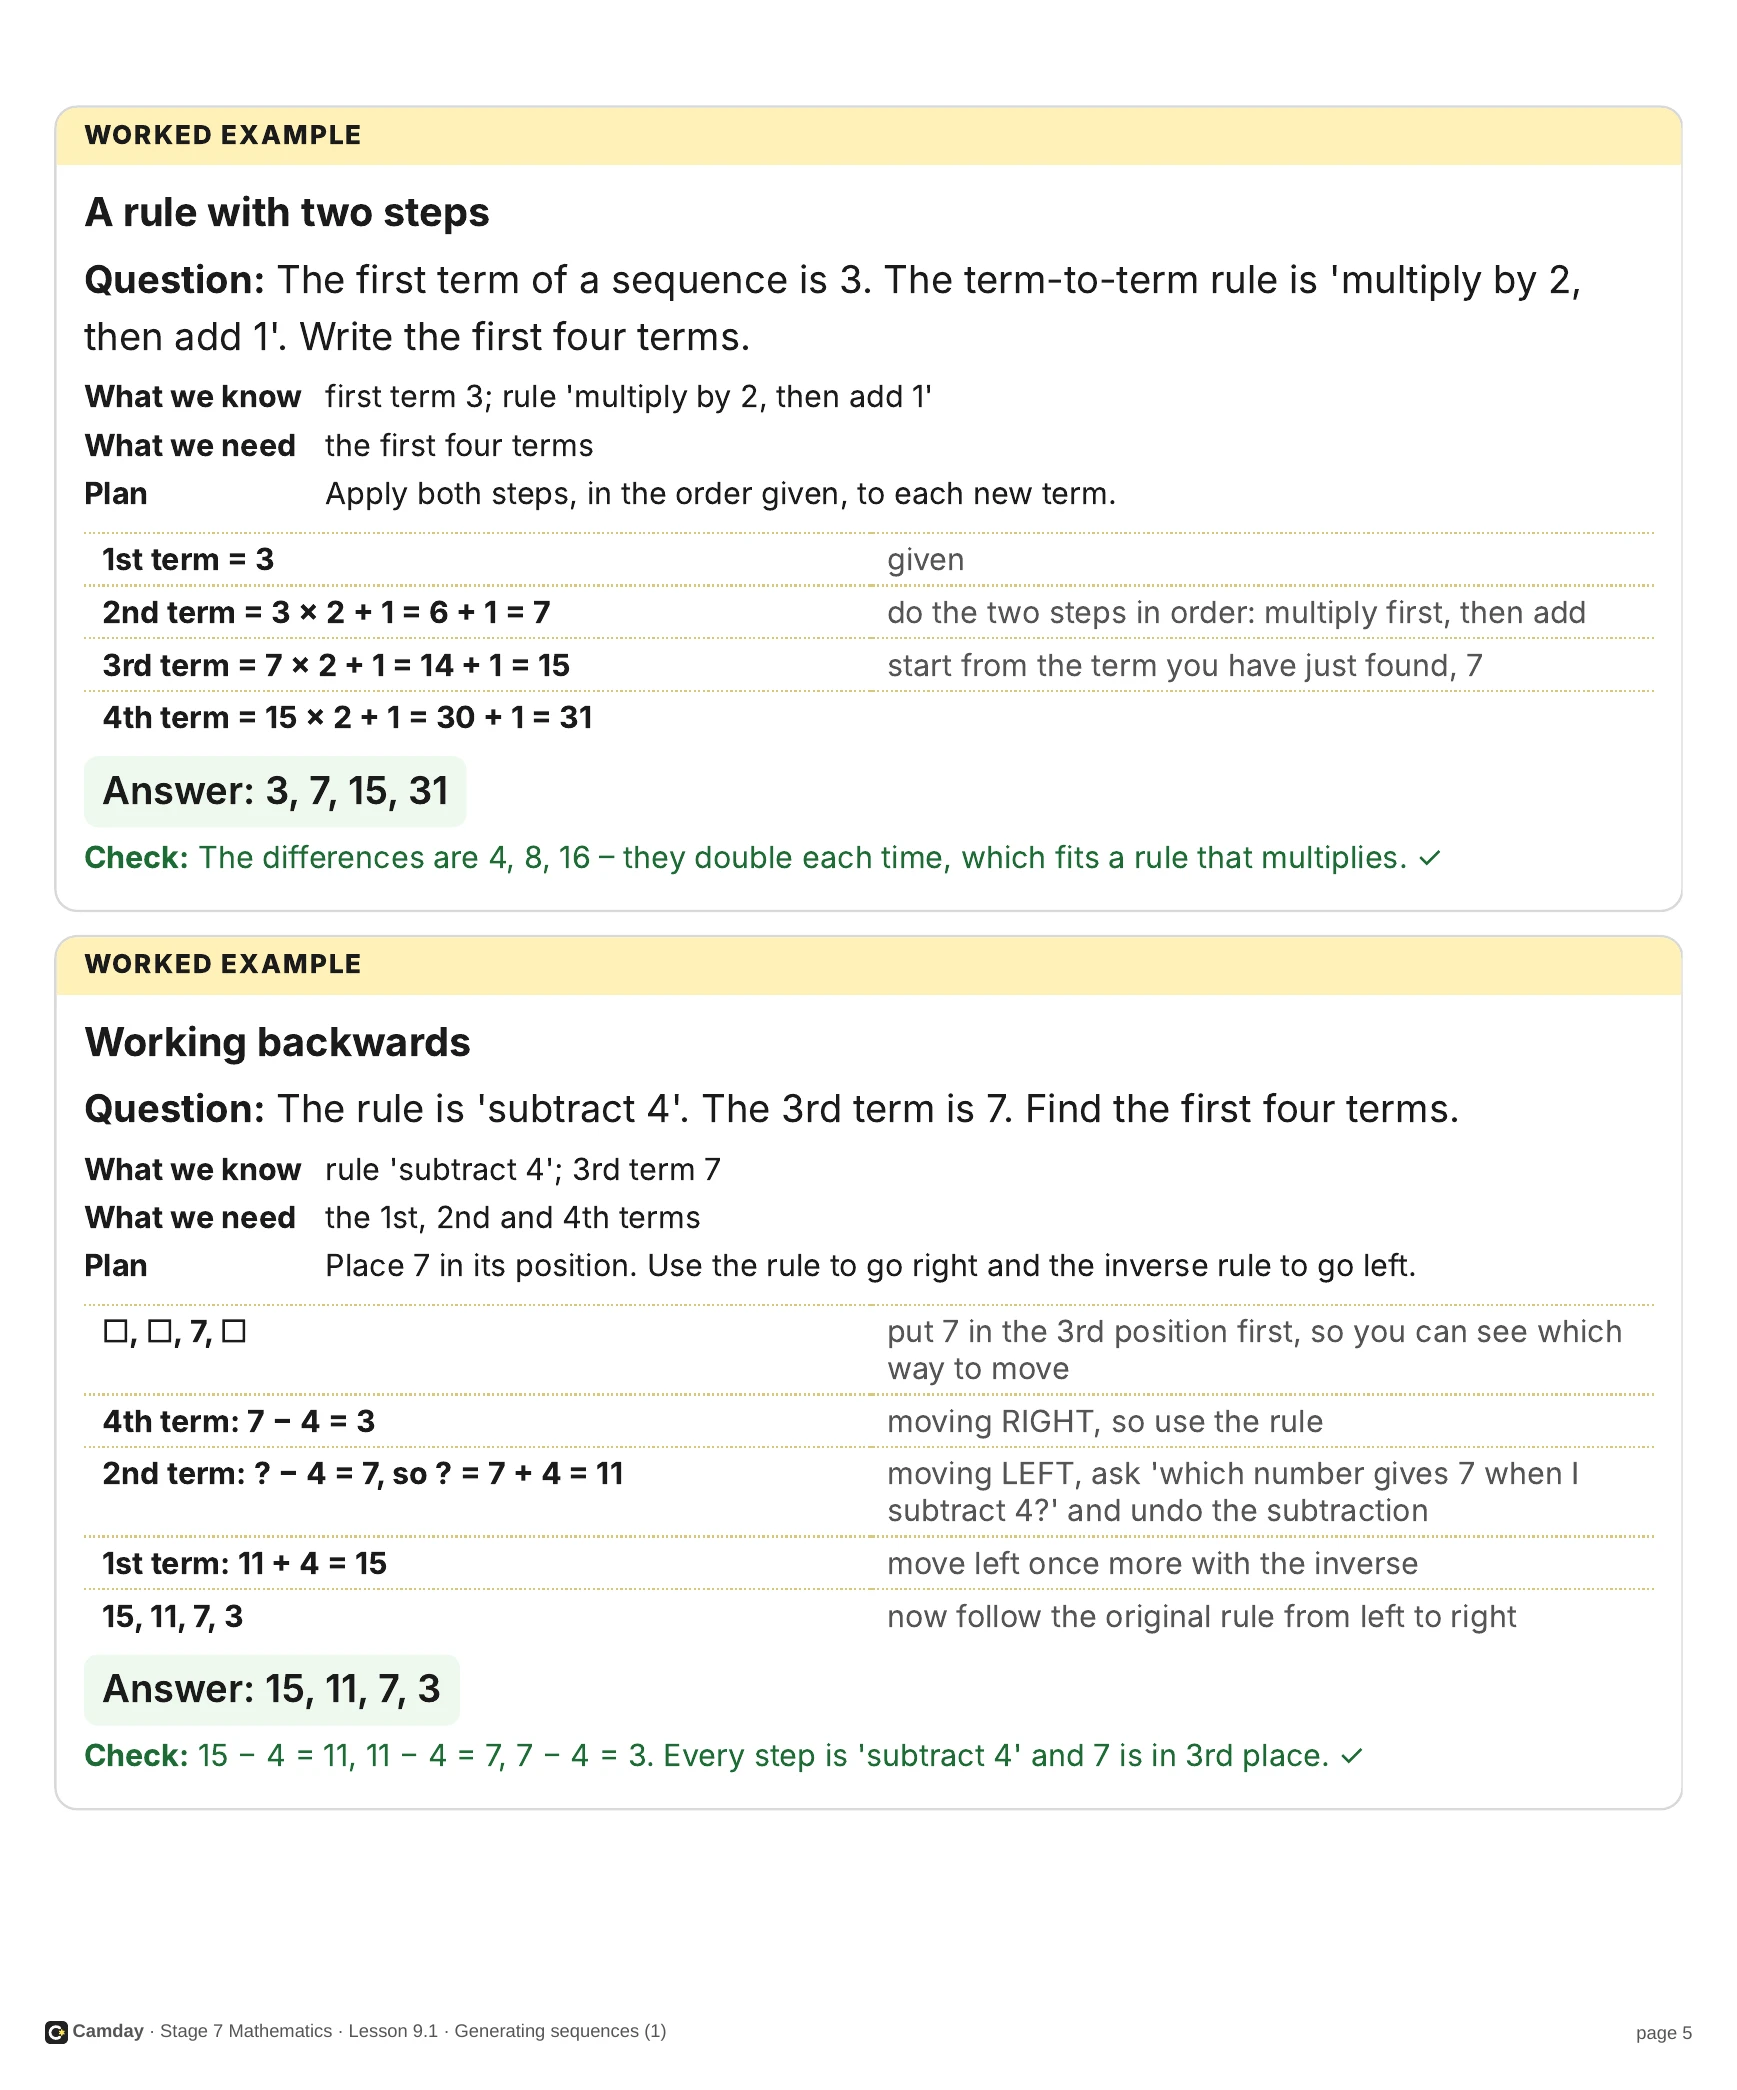 WORKED EXAMPLE
A rule with two steps
Question: The first term of a sequence is 3. The term-to-term rule is 'multiply by 2,
then add 1'. Write the first four terms.
What we know first term 3; rule 'multiply by 2, then add 1'
What we need the first four terms
Plan Apply both steps, in the order given, to each new term.
1st term = 3 given
2nd term = 3 × 2 + 1 = 6 + 1 = 7 do the two steps in order: multiply first, then add
3rd term = 7 × 2 + 1 = 14 + 1 = 15 start from the term you have just found, 7
4th term = 15 × 2 + 1 = 30 + 1 = 31
Answer: 3, 7, 15, 31
Check: The differences are 4, 8, 16 – they double each time, which fits a rule that multiplies. ✓
WORKED EXAMPLE
Working backwards
Question: The rule is 'subtract 4'. The 3rd term is 7. Find the first four terms.
What we know rule 'subtract 4'; 3rd term 7
What we need the 1st, 2nd and 4th terms
Plan Place 7 in its position. Use the rule to go right and the inverse rule to go left.
☐, ☐, 7, ☐ put 7 in the 3rd position first, so you can see which
way to move
4th term: 7 − 4 = 3 moving RIGHT, so use the rule
2nd term: ? − 4 = 7, so ? = 7 + 4 = 11 moving LEFT, ask 'which number gives 7 when I
subtract 4?' and undo the subtraction
1st term: 11 + 4 = 15 move left once more with the inverse
15, 11, 7, 3 now follow the original rule from left to right
Answer: 15, 11, 7, 3
Check: 15 − 4 = 11, 11 − 4 = 7, 7 − 4 = 3. Every step is 'subtract 4' and 7 is in 3rd place. ✓
Camday · Stage 7 Mathematics · Lesson 9.1 · Generating sequences (1) page 5